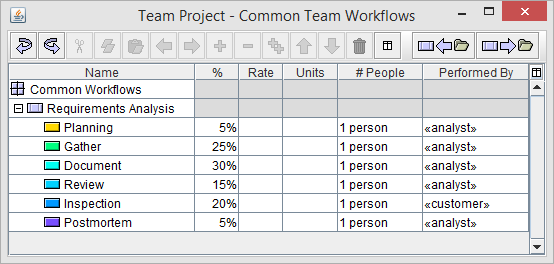 Team Project - Common Team Workflows
Name % Rate Units # People Performed By
Common Workflows
Requirements Analysis
Planning 5% 1 person «analyst»
Gather 25% 1 person «analyst»
Document 30% 1 person «analyst»
Review 15% 1 person «analyst»
Inspection 20% 1 person «customer»
Postmortem 5% 1 person «analyst»